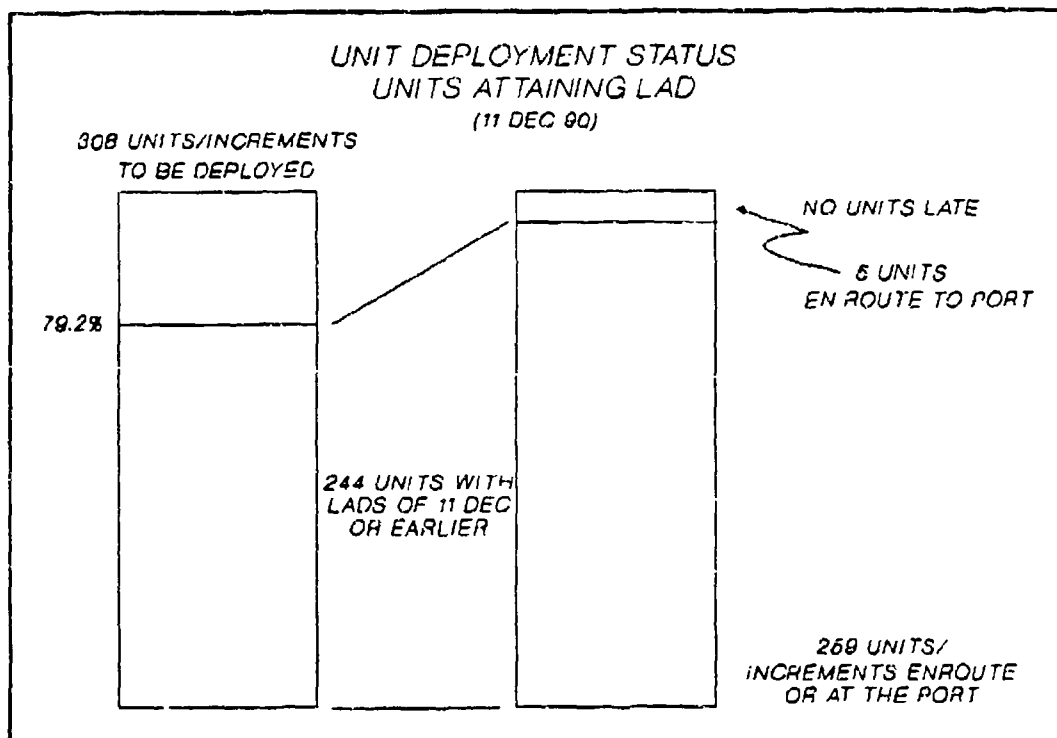 UNIT DEPLOYMENT STATUS
UNITS ATTAINING LAD
(11 DEC 90)
308 UNITS/INCREMENTS
TO BE DEPLOYED
NO UNITS LATE
UNITS
EN ROUTE TO PORT
79.2%
244 UNITS WITH
LADS OF 11 DEC
OR EARLIER
259 UNITS/
INCREMENTS ENROUTE
OR AT THE PORT